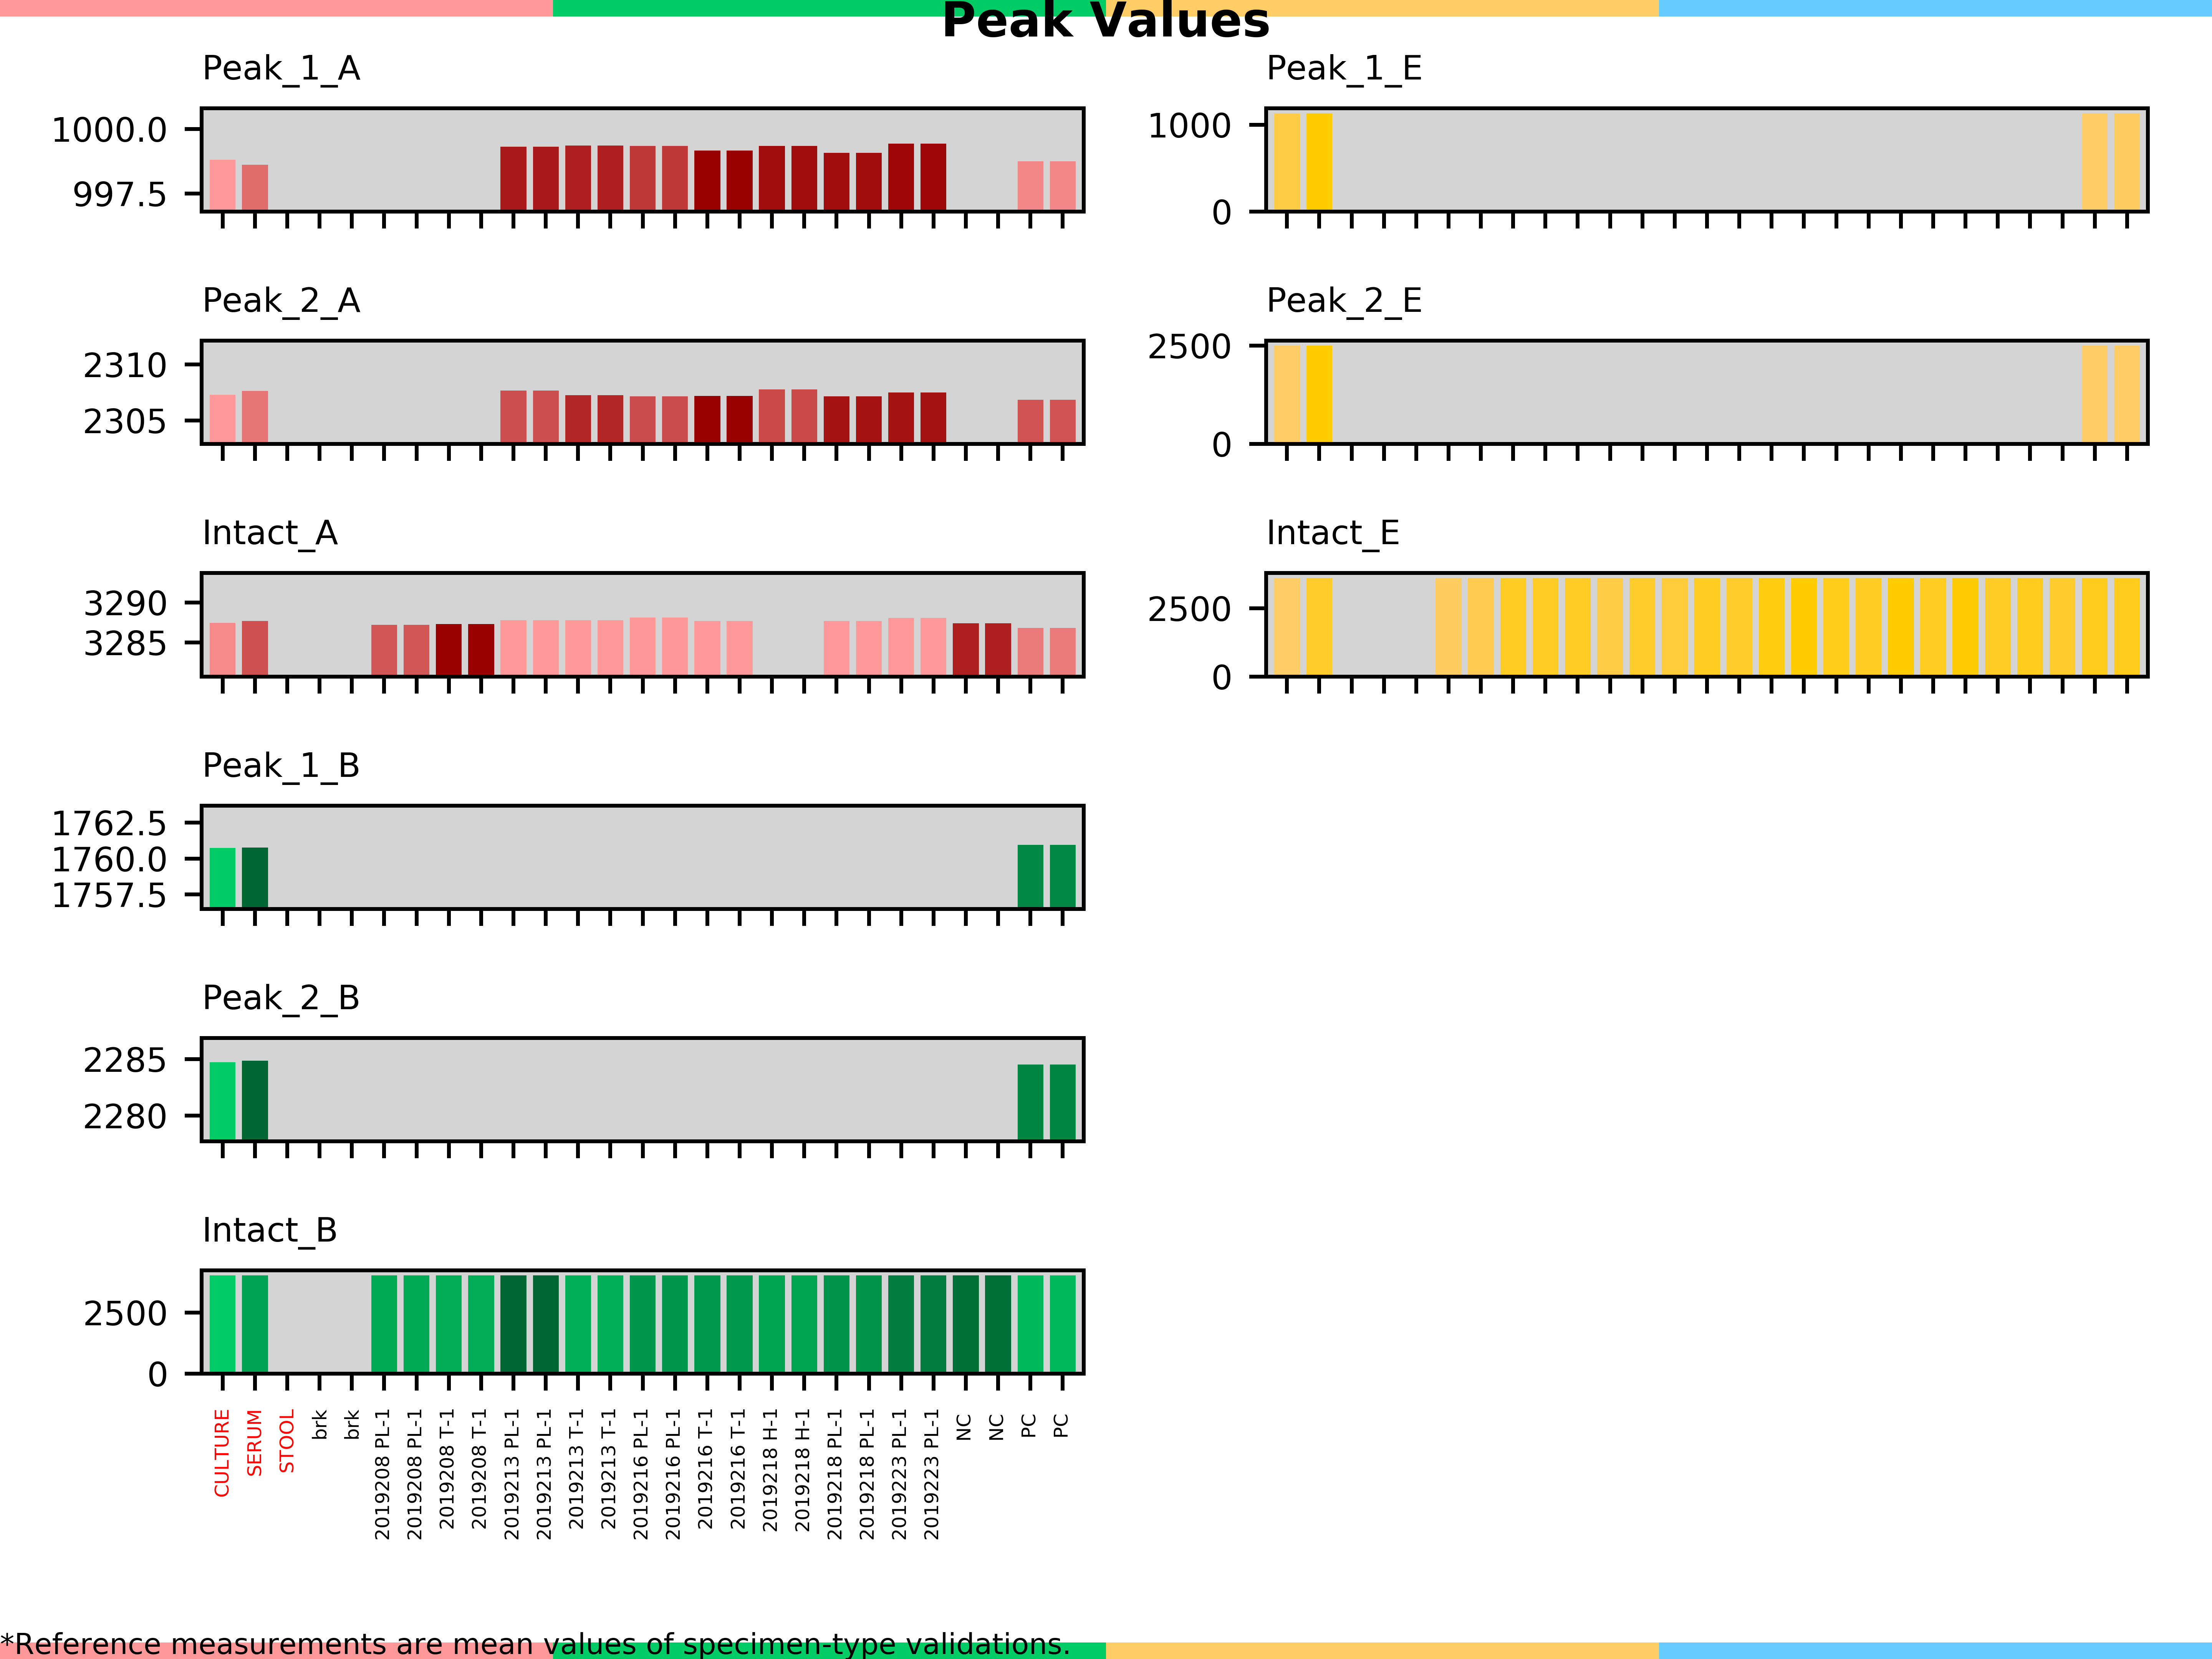 Peak Values
Peak_1_A
1000.0
997.5
Peak_2_A
2310
2305
Intact_A
3290
3285
Peak_1_B
1762.5
1760.0
1757.5
Peak_2_B
2285
2280
Intact_B
2500
0
CULTURE
SERUM
STOOL
brk
brk
2019208 PL-1
2019208 PL-1
2019208 T-1
2019208 T-1
2019213 PL-1
2019213 PL-1
2019213 T-1
2019213 T-1
2019216 PL-1
2019216 PL-1
2019216 T-1
2019216 T-1
2019218 H-1
2019218 H-1
2019218 PL-1
2019218 PL-1
2019223 PL-1
2019223 PL-1
NC
NC
PC
PC
Peak_1_E
1000
0
Peak_2_E
2500
0
Intact_E
2500
0
*Reference measurements are mean values of specimen-type validations.